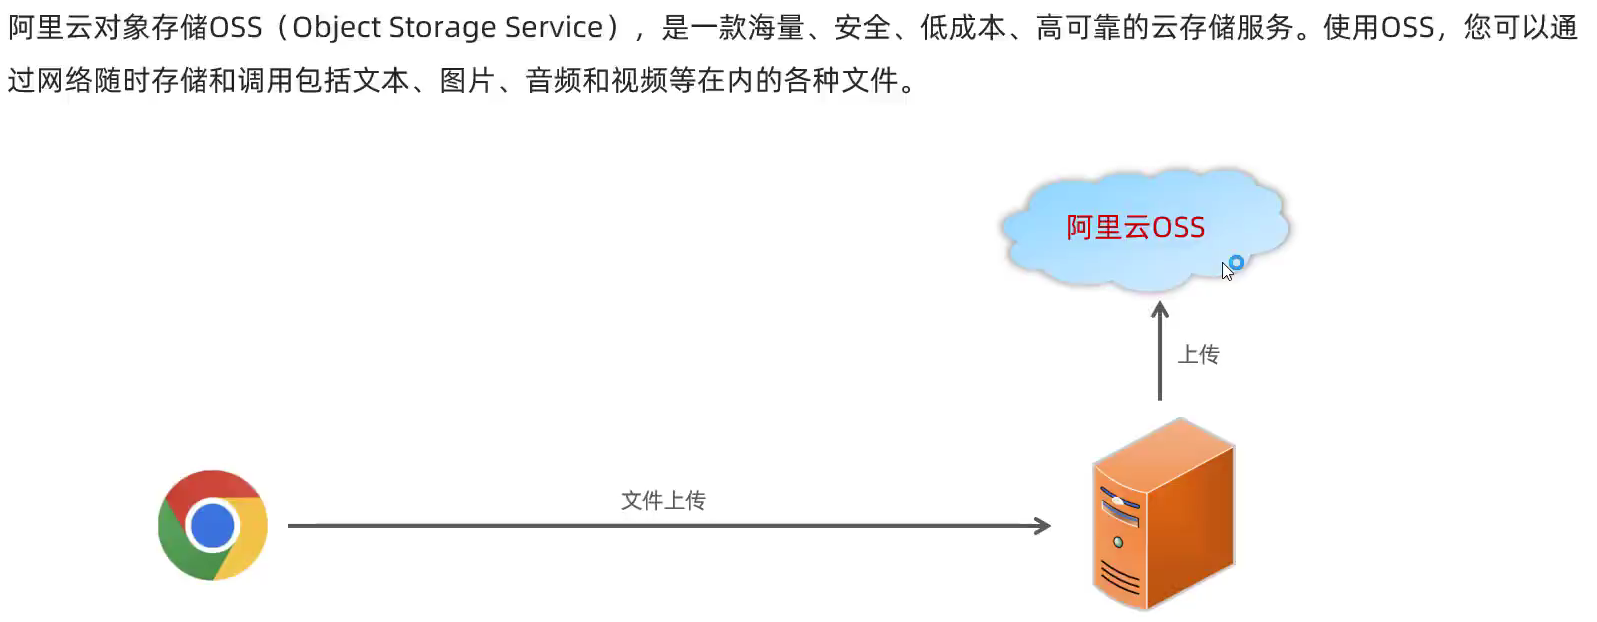 阿里云对象存储OSS（Object Storage Service），是一款海量、安全、低成本、高可靠的云存储服务。使用OSS，您可以通
过网络随时存储和调用包括文本、图片、音频和视频等在内的各种文件。
阿里云OSS
上传
文件上传